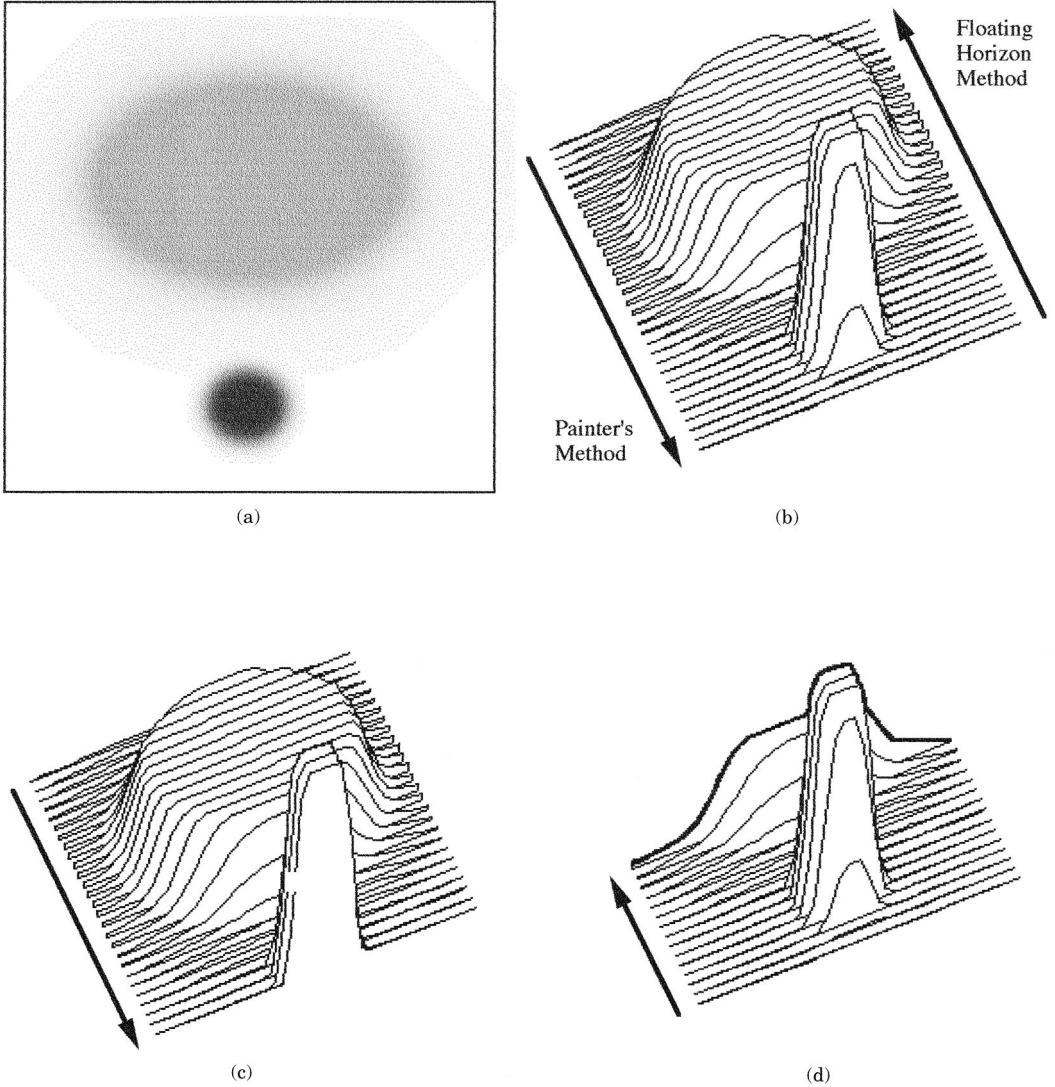 Floating
Horizon
Method
Painter's
Method
(a)
(b)
(c)
(d)